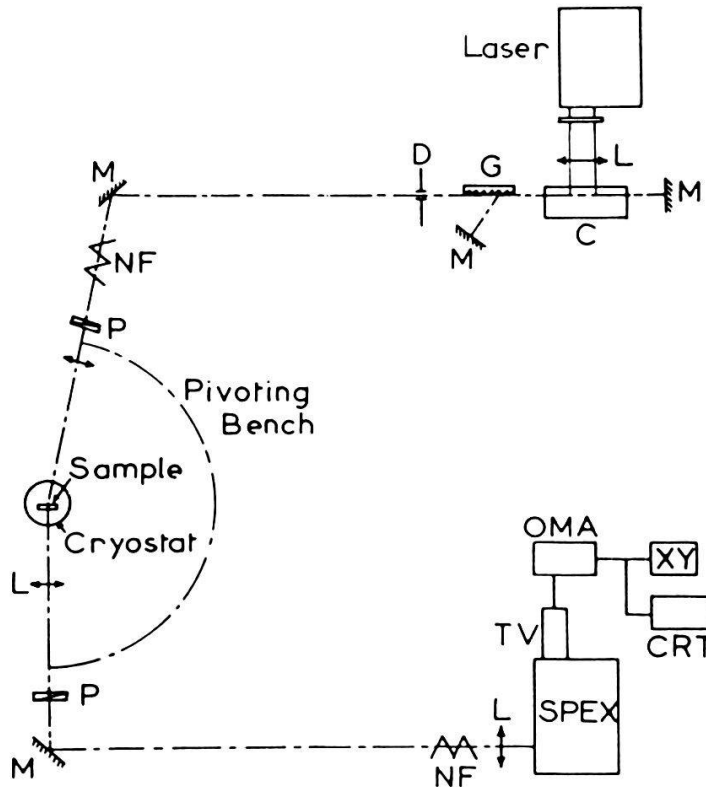 Laser
L
D
G
M
M
M
C
NF
P
Pivoting
Bench
Sample
Cryostat
L
OMA
XY
TV
CRT
P
SPEX
L
M
NF